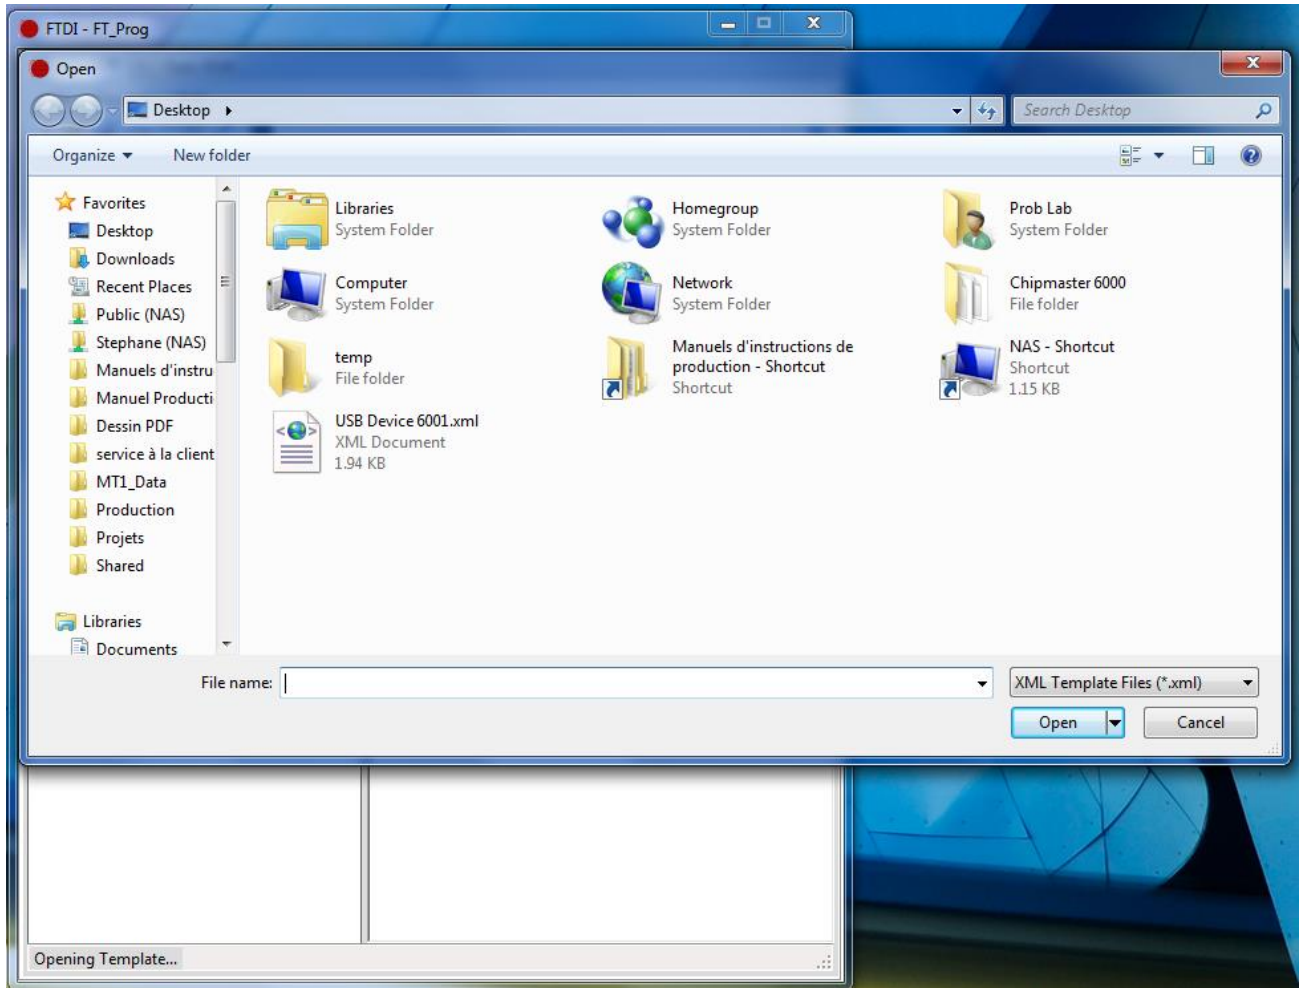 FTDI - FT_Prog
Open
Desktop
Search Desktop
Organize
New folder
Favorites
Desktop
Downloads
Recent Places
Public (NAS)
Stephane (NAS)
Manuels d'instru
Manuel Producti
Dessin PDF
service à la client
MT1_Data
Production
Projets
Shared
Libraries
Documents
Libraries
System Folder
Homegroup
System Folder
Prob Lab
System Folder
Computer
System Folder
Network
System Folder
Chipmaster 6000
File folder
temp
File folder
Manuels d'instructions de
production - Shortcut
Shortcut
NAS - Shortcut
Shortcut
1.15 KB
USB Device 6001.xml
XML Document
1.94 KB
File name:
XML Template Files (*.xml)
Open
Cancel
Opening Template...